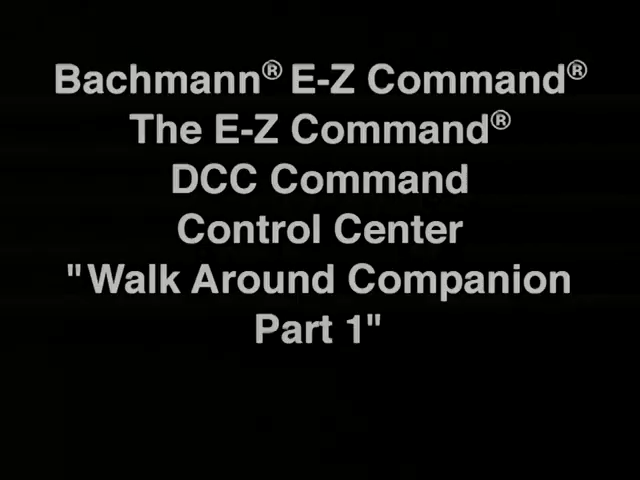 Bachmann® E-Z Command®
The E-Z Command®
DCC Command
Control Center
"Walk Around Companion
Part 1"